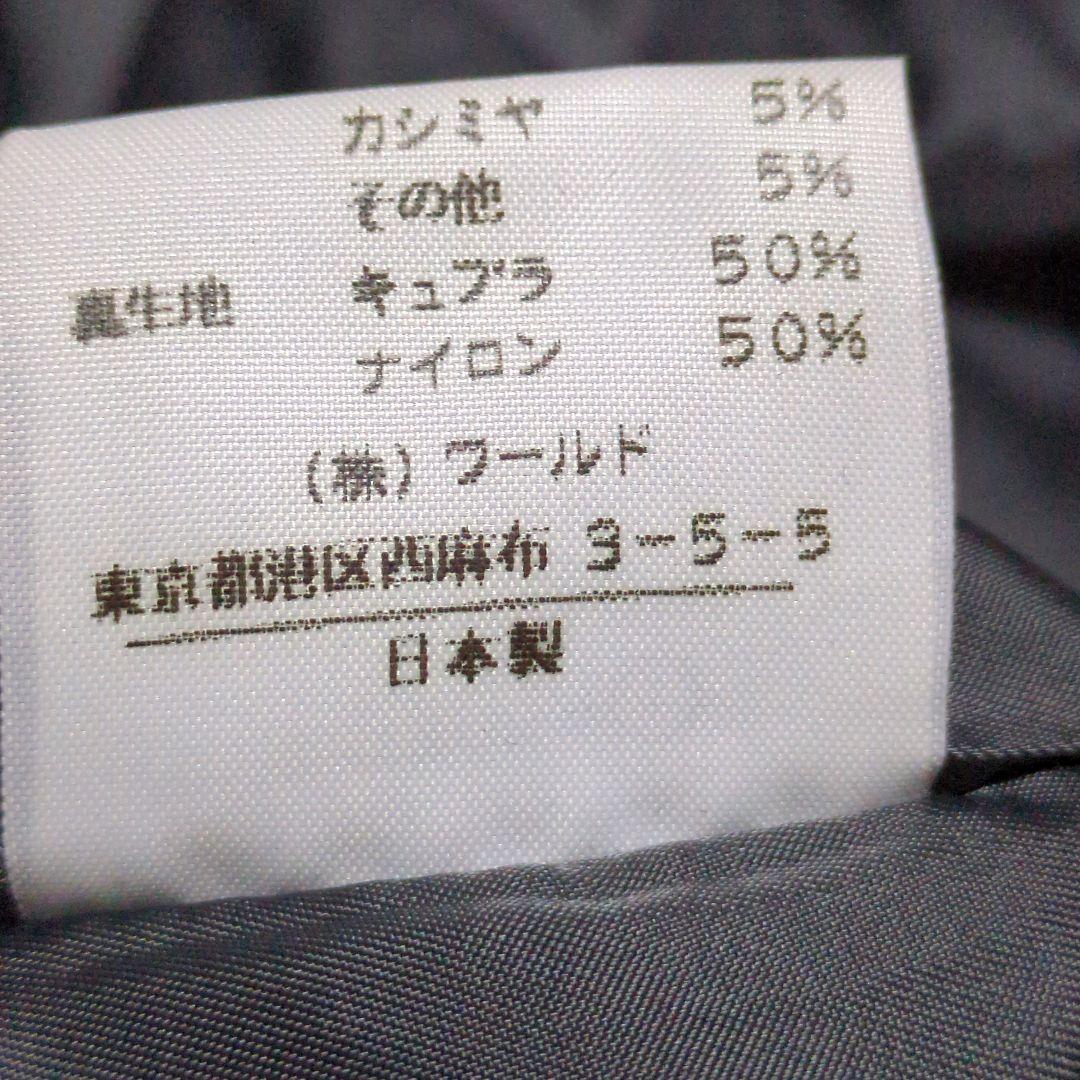 カシミヤ 5%
その他 5%
裏生地 キュプラ 50%
ナイロン 50%
(株)ワールド
東京都港区西麻布 3-5-5
日本製